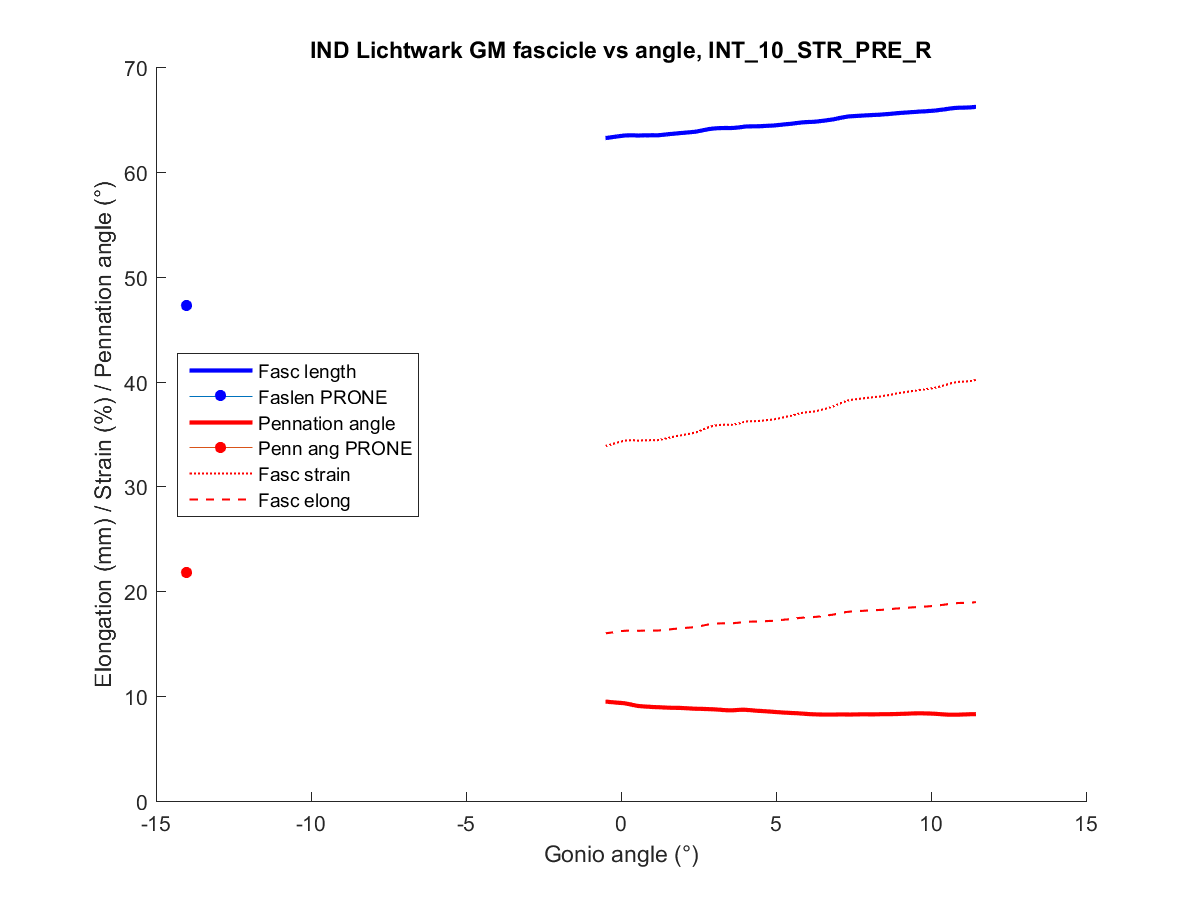 IND Lichtwark GM fascicle vs angle, INT_10_STR_PRE_R
Elongation (mm) / Strain (%) / Pennation angle (°)
70
60
50
40
30
20
10
0
Fasc length
Faslen PRONE
Pennation angle
Penn ang PRONE
Fasc strain
Fasc elong
-15 -10 -5 0 5 10 15
Gonio angle (°)